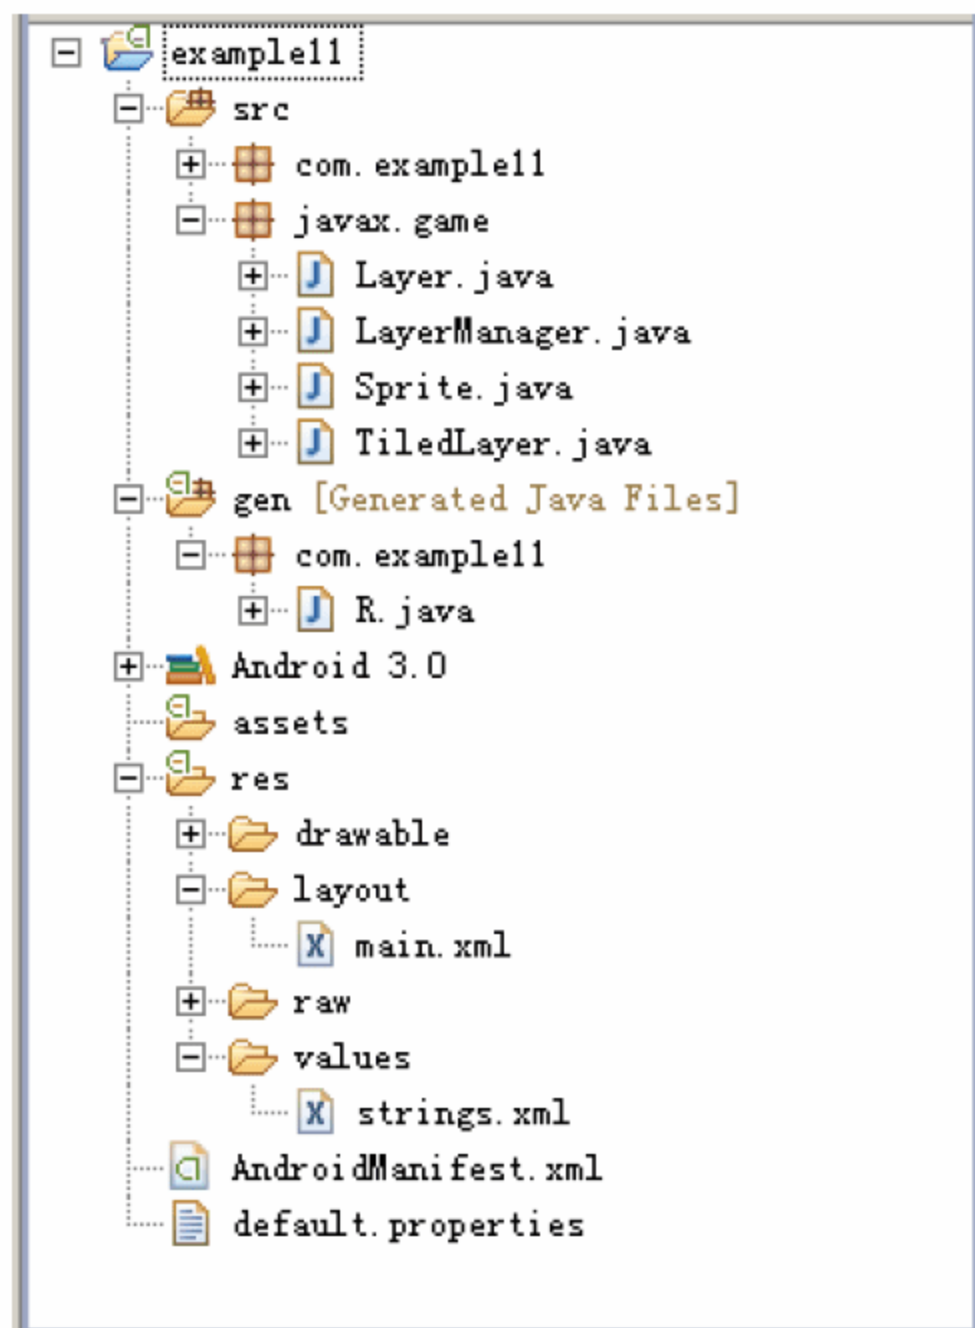 example11
src
com.example11
javax.game
Layer.java
LayerManager.java
Sprite.java
TiledLayer.java
gen [Generated Java Files]
com.example11
R.java
Android 3.0
assets
res
drawable
layout
main.xml
raw
values
strings.xml
AndroidManifest.xml
default.properties